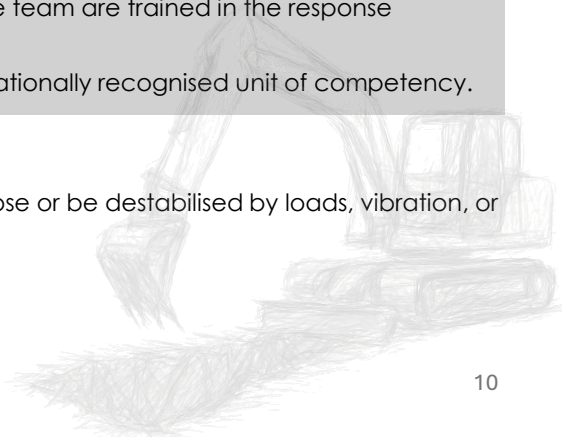 team are trained in the response
ationally recognised unit of competency.
ose or be destabilised by loads, vibration, or
10